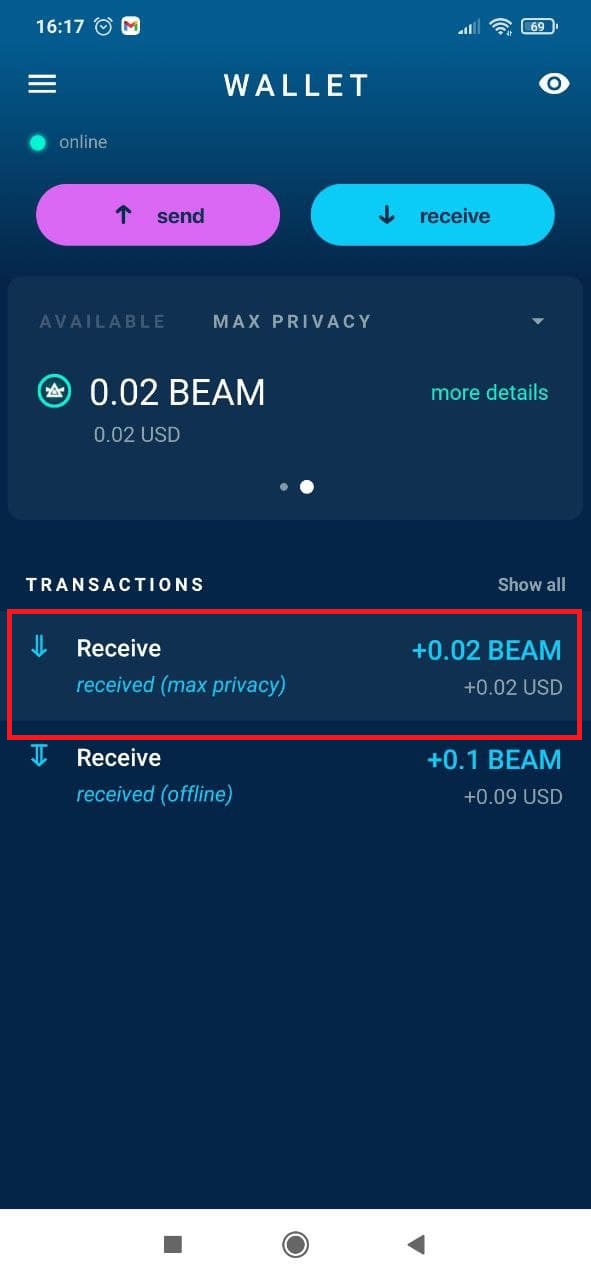 16:17 69
WALLET
online
send receive
AVAILABLE MAX PRIVACY
0.02 BEAM more details
0.02 USD
TRANSACTIONS Show all
Receive +0.02 BEAM
received (max privacy) +0.02 USD
Receive +0.1 BEAM
received (offline) +0.09 USD